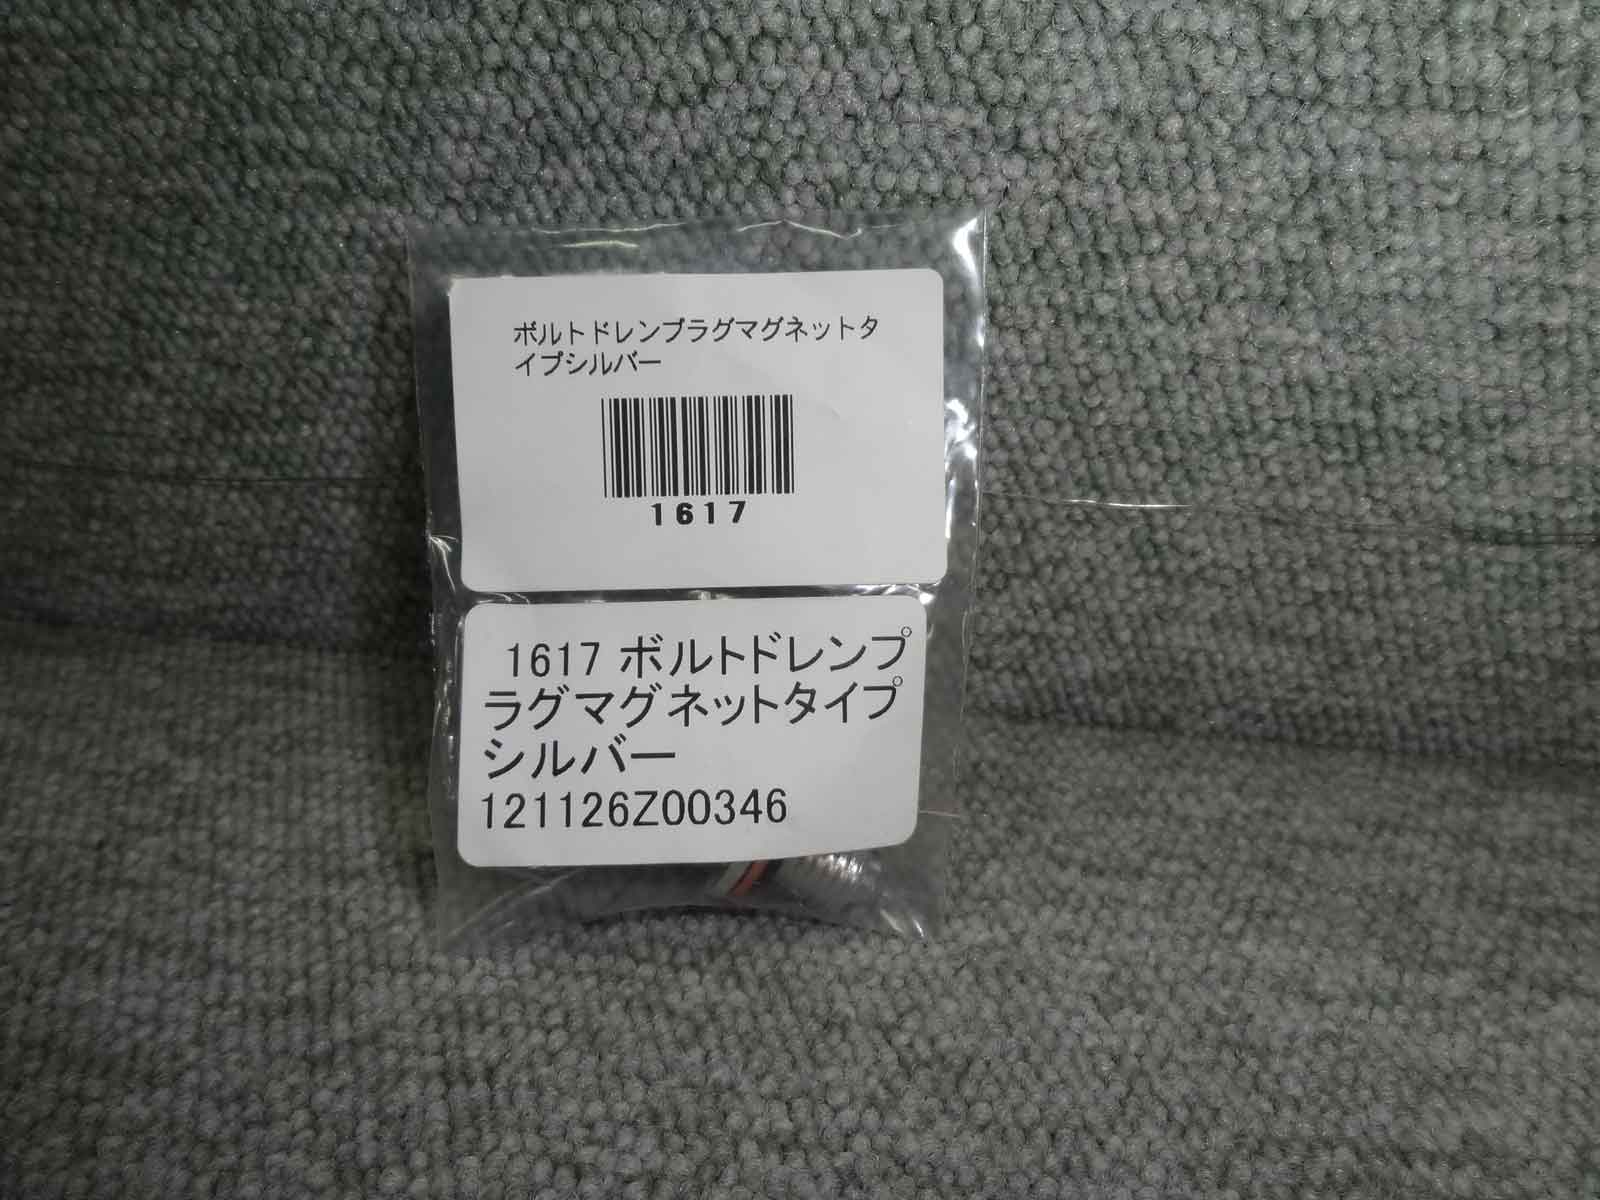 ボルトドレンプラグマグネットタ
イプシルバー
1617
1617 ボルトドレンプ
ラグマグネットタイプ
シルバー
121126Z00346